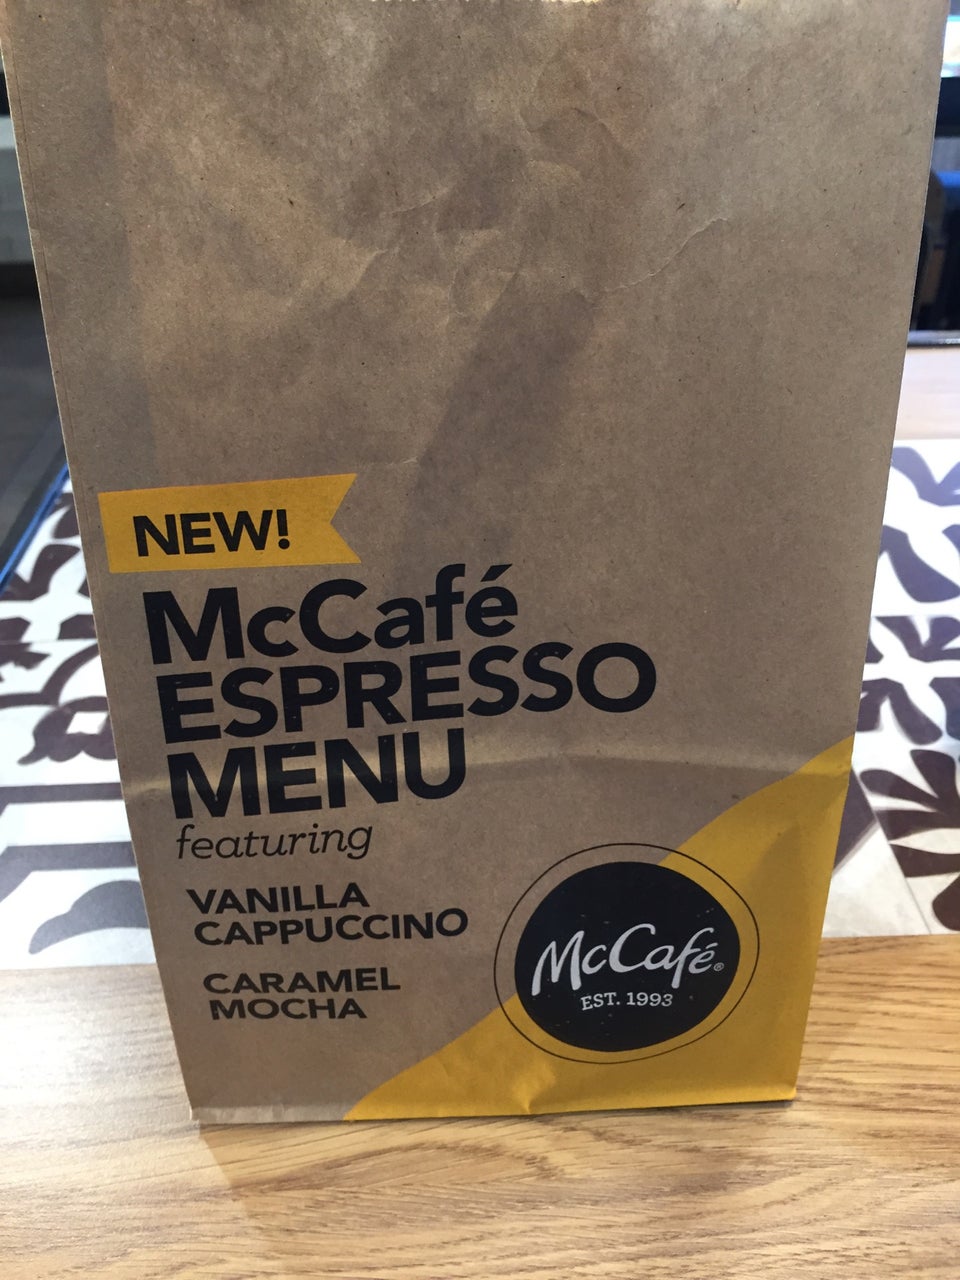 NEW!
McCafé
ESPRESSO
MENU
featuring
VANILLA
CAPPUCCINO
CARAMEL
MOCHA
McCafé®
EST. 1993